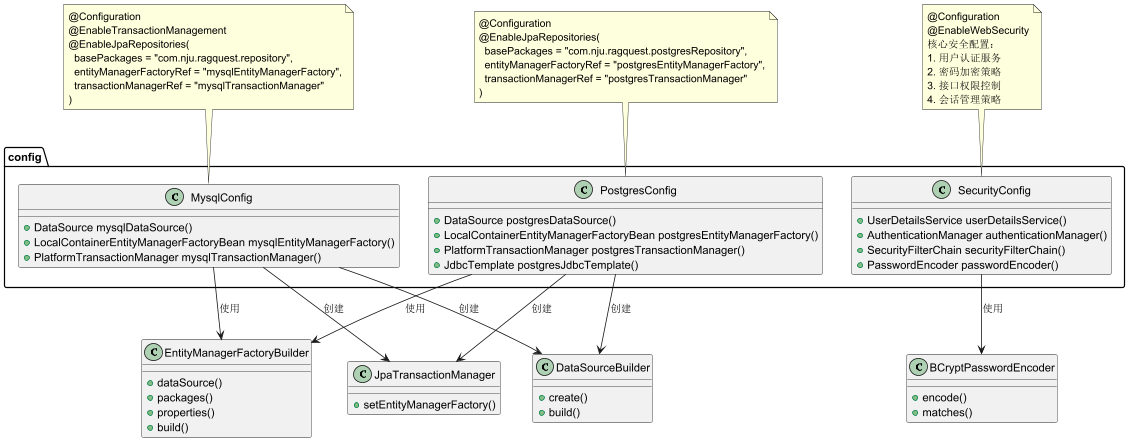 @Configuration
@EnableTransactionManagement
@EnableJpaRepositories(
basePackages = "com.nju.ragquest.repository",
entityManagerFactoryRef = "mysqlEntityManagerFactory",
transactionManagerRef = "mysqlTransactionManager"
)
@Configuration
@EnableJpaRepositories(
basePackages = "com.nju.ragquest.postgresRepository",
entityManagerFactoryRef = "postgresEntityManagerFactory",
transactionManagerRef = "postgresTransactionManager"
)
@Configuration
@EnableWebSecurity
核心安全配置：
1. 用户认证服务
2. 密码加密策略
3. 接口权限控制
4. 会话管理策略
config
C MysqlConfig
DataSource mysqlDataSource()
LocalContainerEntityManagerFactoryBean mysqlEntityManagerFactory()
PlatformTransactionManager mysqlTransactionManager()
C PostgresConfig
DataSource postgresDataSource()
LocalContainerEntityManagerFactoryBean postgresEntityManagerFactory()
PlatformTransactionManager postgresTransactionManager()
JdbcTemplate postgresJdbcTemplate()
C SecurityConfig
UserDetailsService userDetailsService()
AuthenticationManager authenticationManager()
SecurityFilterChain securityFilterChain()
PasswordEncoder passwordEncoder()
使用
创建
使用
创建
创建
使用
C EntityManagerFactoryBuilder
dataSource()
packages()
properties()
build()
C JpaTransactionManager
setEntityManagerFactory()
C DataSourceBuilder
create()
build()
C BCryptPasswordEncoder
encode()
matches()